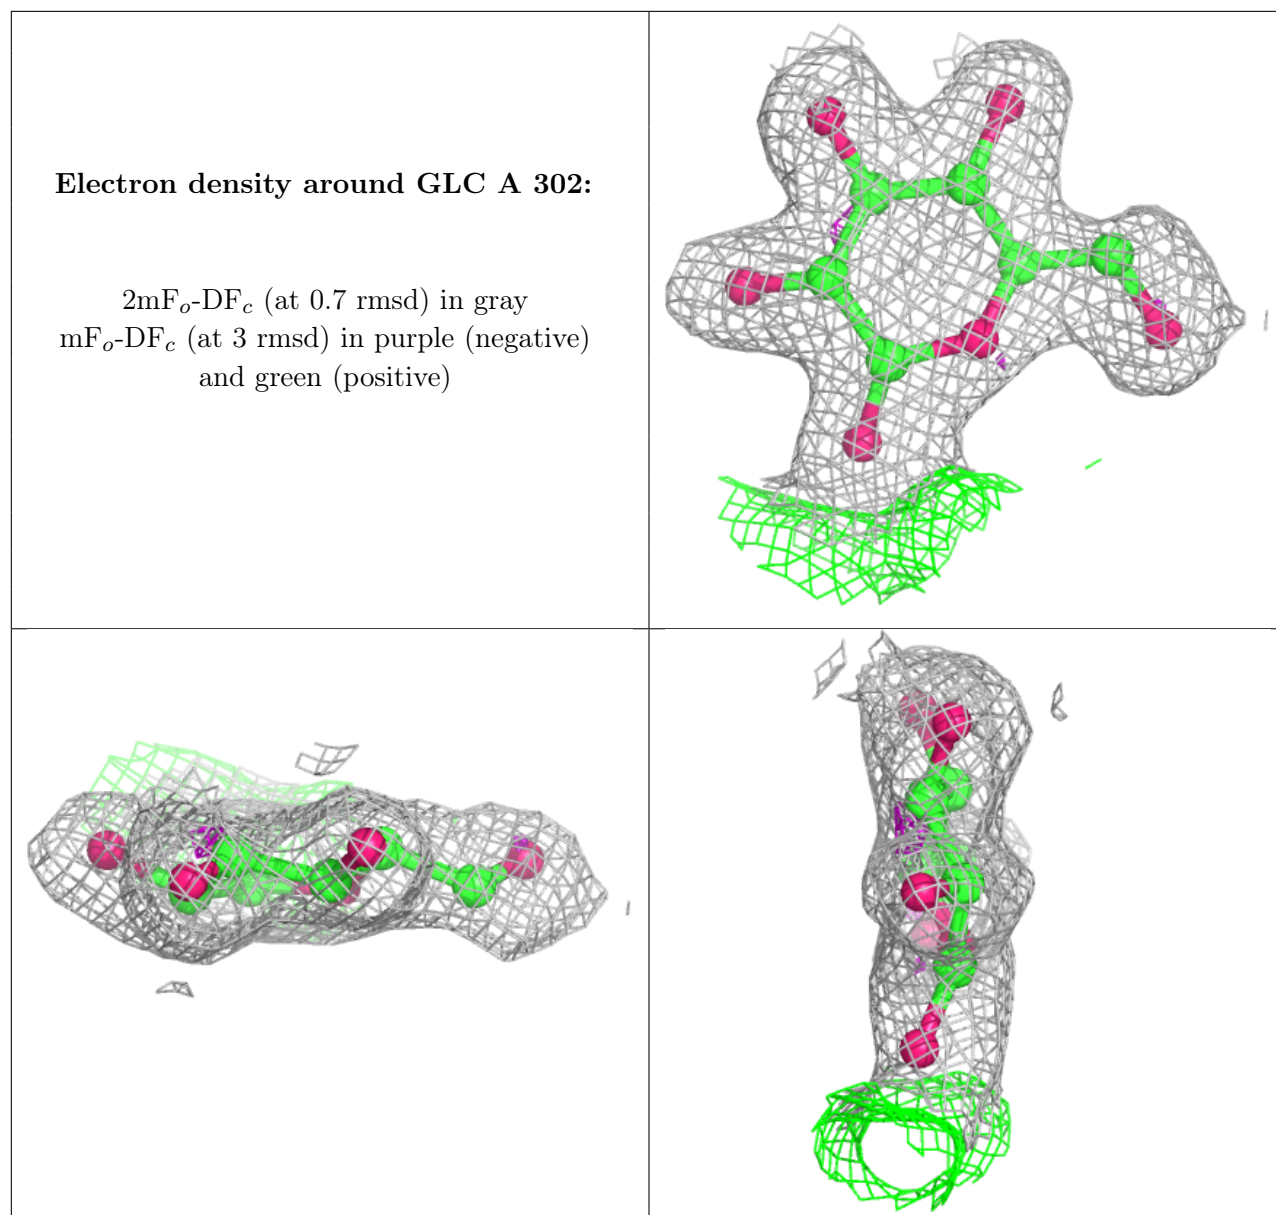 Electron density around GLC A 302:
2mFo-DFc (at 0.7 rmsd) in gray
mFo-DFc (at 3 rmsd) in purple (negative)
and green (positive)